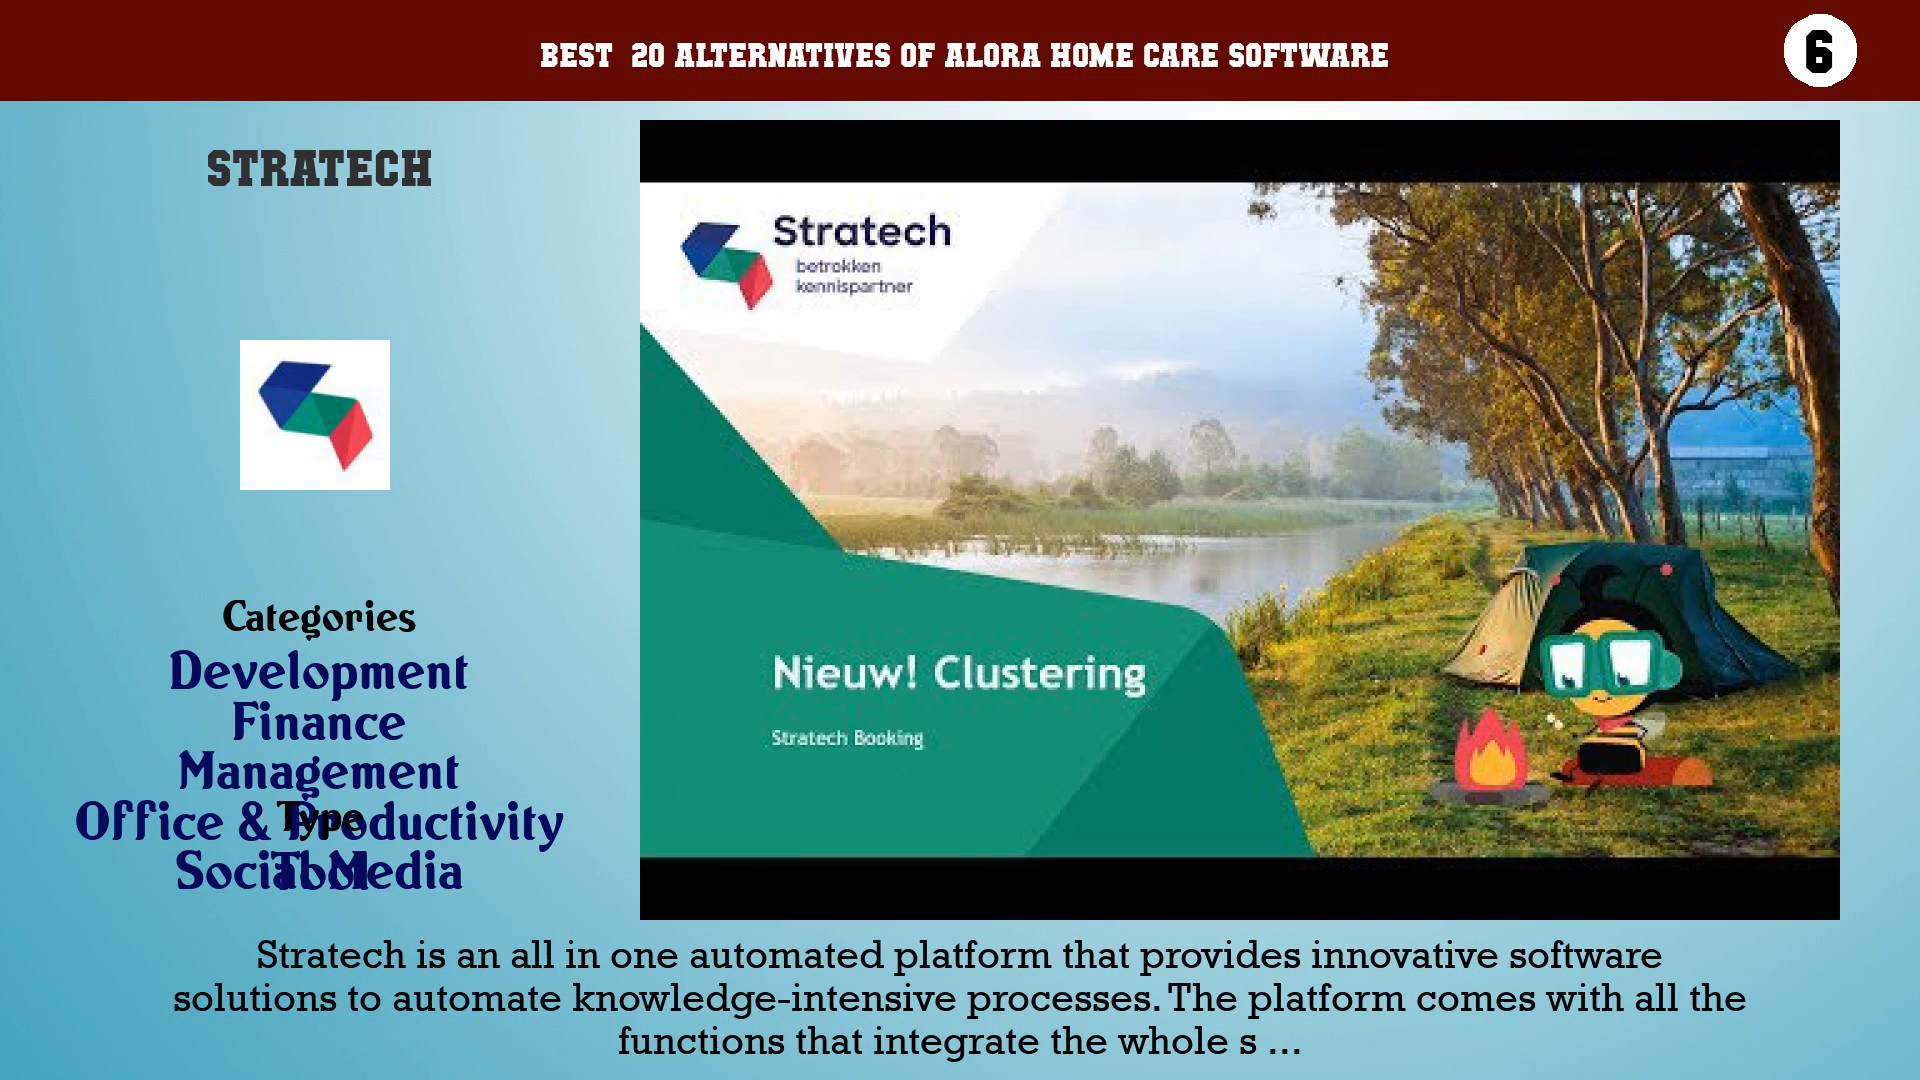 BEST 20 ALTERNATIVES OF ALORA HOME CARE SOFTWARE
6
STRATECH
Stratech
betrokken
kennispartner
Nieuw! Clustering
Stratech Booking
Categories
Development
Finance
Management
Office & Productivity
Social Media
Type
Tool
Stratech is an all in one automated platform that provides innovative software
solutions to automate knowledge-intensive processes. The platform comes with all the
functions that integrate the whole s ...